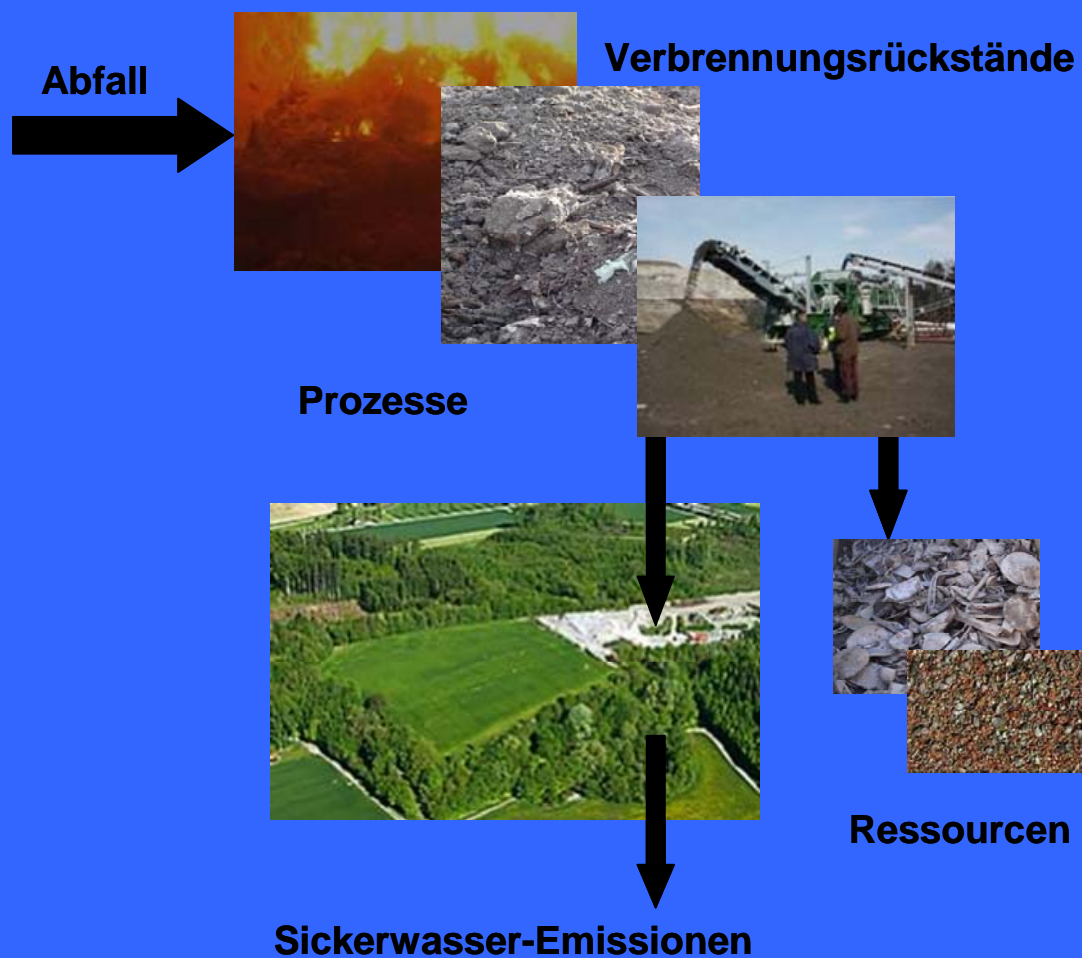 Abfall
Verbrennungsrückstände
Prozesse
Ressourcen
Sickerwasser-Emissionen